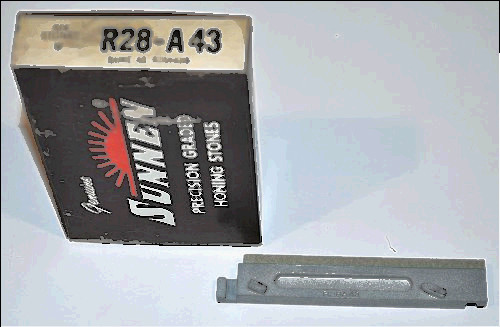 R28-A43
Genuine
SUNNEN
PRECISION GRADED
HONING STONES